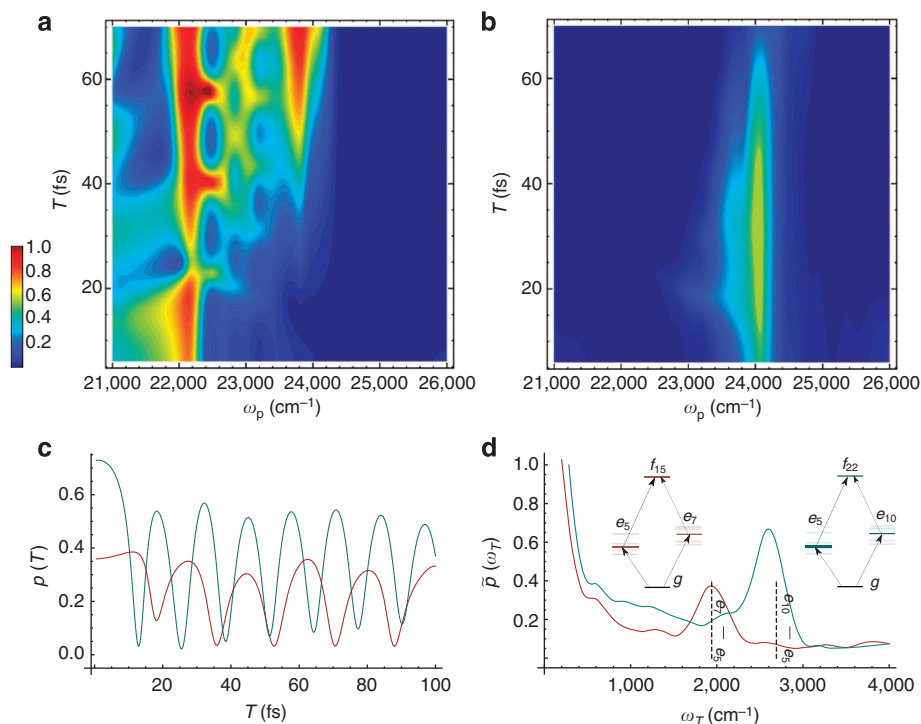 a
b
60
40
20
T (fs)
1.0
0.8
0.6
0.4
0.2
21,000 22,000 23,000 24,000 25,000 26,000
ωp (cm−1)
60
40
20
T (fs)
21,000 22,000 23,000 24,000 25,000 26,000
ωp (cm−1)
c
0.6
0.4
0.2
0.0
p (T)
20 40 60 80 100
T (fs)
d
1.0
0.8
0.6
0.4
0.2
p̃ (ωT)
f15
e5
e7
g
f22
e5
e10
g
e7 — e5
e10 — e5
1,000 2,000 3,000 4,000
ωT (cm−1)